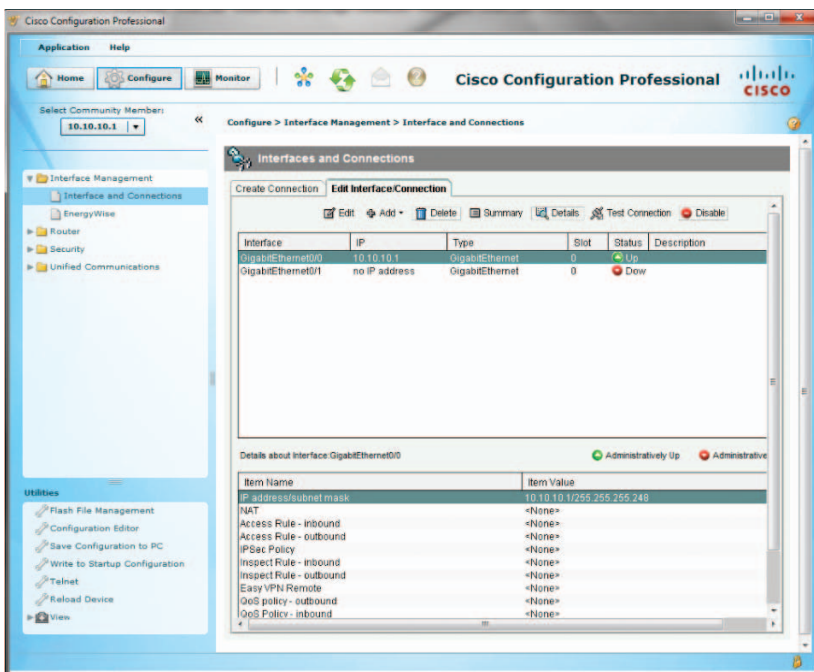 Cisco Configuration Professional
Application Help
Home Configure Monitor Cisco Configuration Professional CISCO
Select Community Member:
10.10.10.1
Configure > Interface Management > Interface and Connections
Interfaces and Connections
Interface Management
Interface and Connections
EnergyWise
Router
Security
Unified Communications
Create Connection Edit Interface/Connection
Edit Add Delete Summary Details Test Connection Disable
Interface IP Type Slot Status Description
GigabitEthernet0/0 10.10.10.1 GigabitEthernet 0 Up
GigabitEthernet0/1 no IP address GigabitEthernet 0 Dow
Details about Interface:GigabitEthernet0/0 Administratively Up Administrative
Item Name Item Value
IP address/subnet mask 10.10.10.1/255.255.255.248
NAT <None>
Access Rule - inbound <None>
Access Rule - outbound <None>
IPSec Policy <None>
Inspect Rule - inbound <None>
Inspect Rule - outbound <None>
Easy VPN Remote <None>
QoS policy - outbound <None>
QoS Policy - inbound <None>
Utilities
Flash File Management
Configuration Editor
Save Configuration to PC
Write to Startup Configuration
Telnet
Reload Device
View